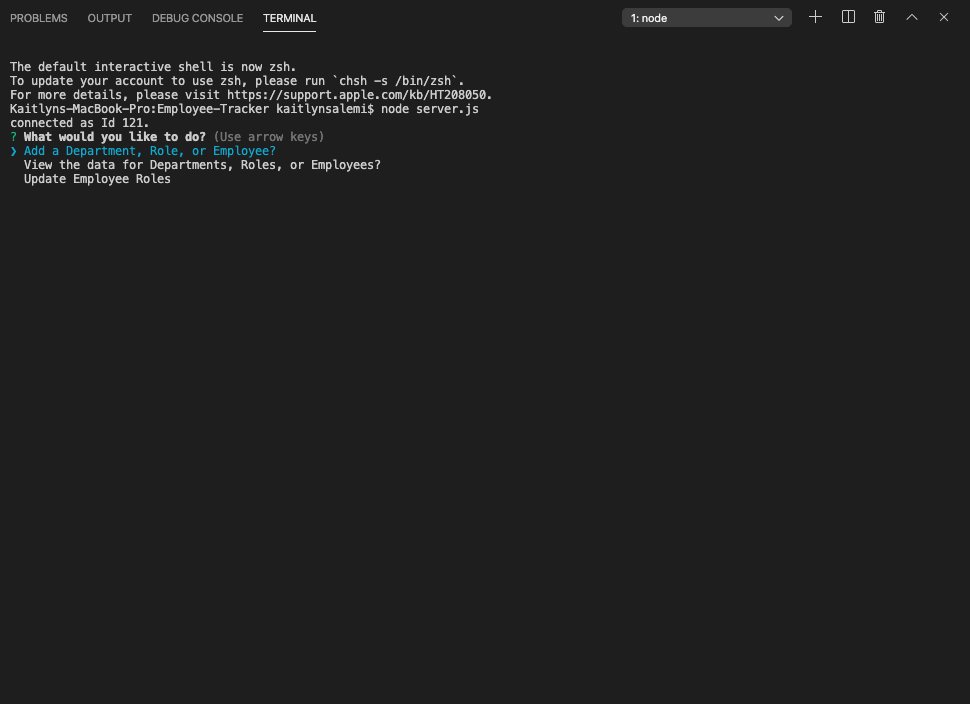 PROBLEMS OUTPUT DEBUG CONSOLE TERMINAL 1: node
The default interactive shell is now zsh.
To update your account to use zsh, please run `chsh -s /bin/zsh`.
For more details, please visit https://support.apple.com/kb/HT208050.
Kaitlyns-MacBook-Pro:Employee-Tracker kaitlynsalemi$ node server.js
connected as Id 121.
? What would you like to do? (Use arrow keys)
❯ Add a Department, Role, or Employee?
View the data for Departments, Roles, or Employees?
Update Employee Roles